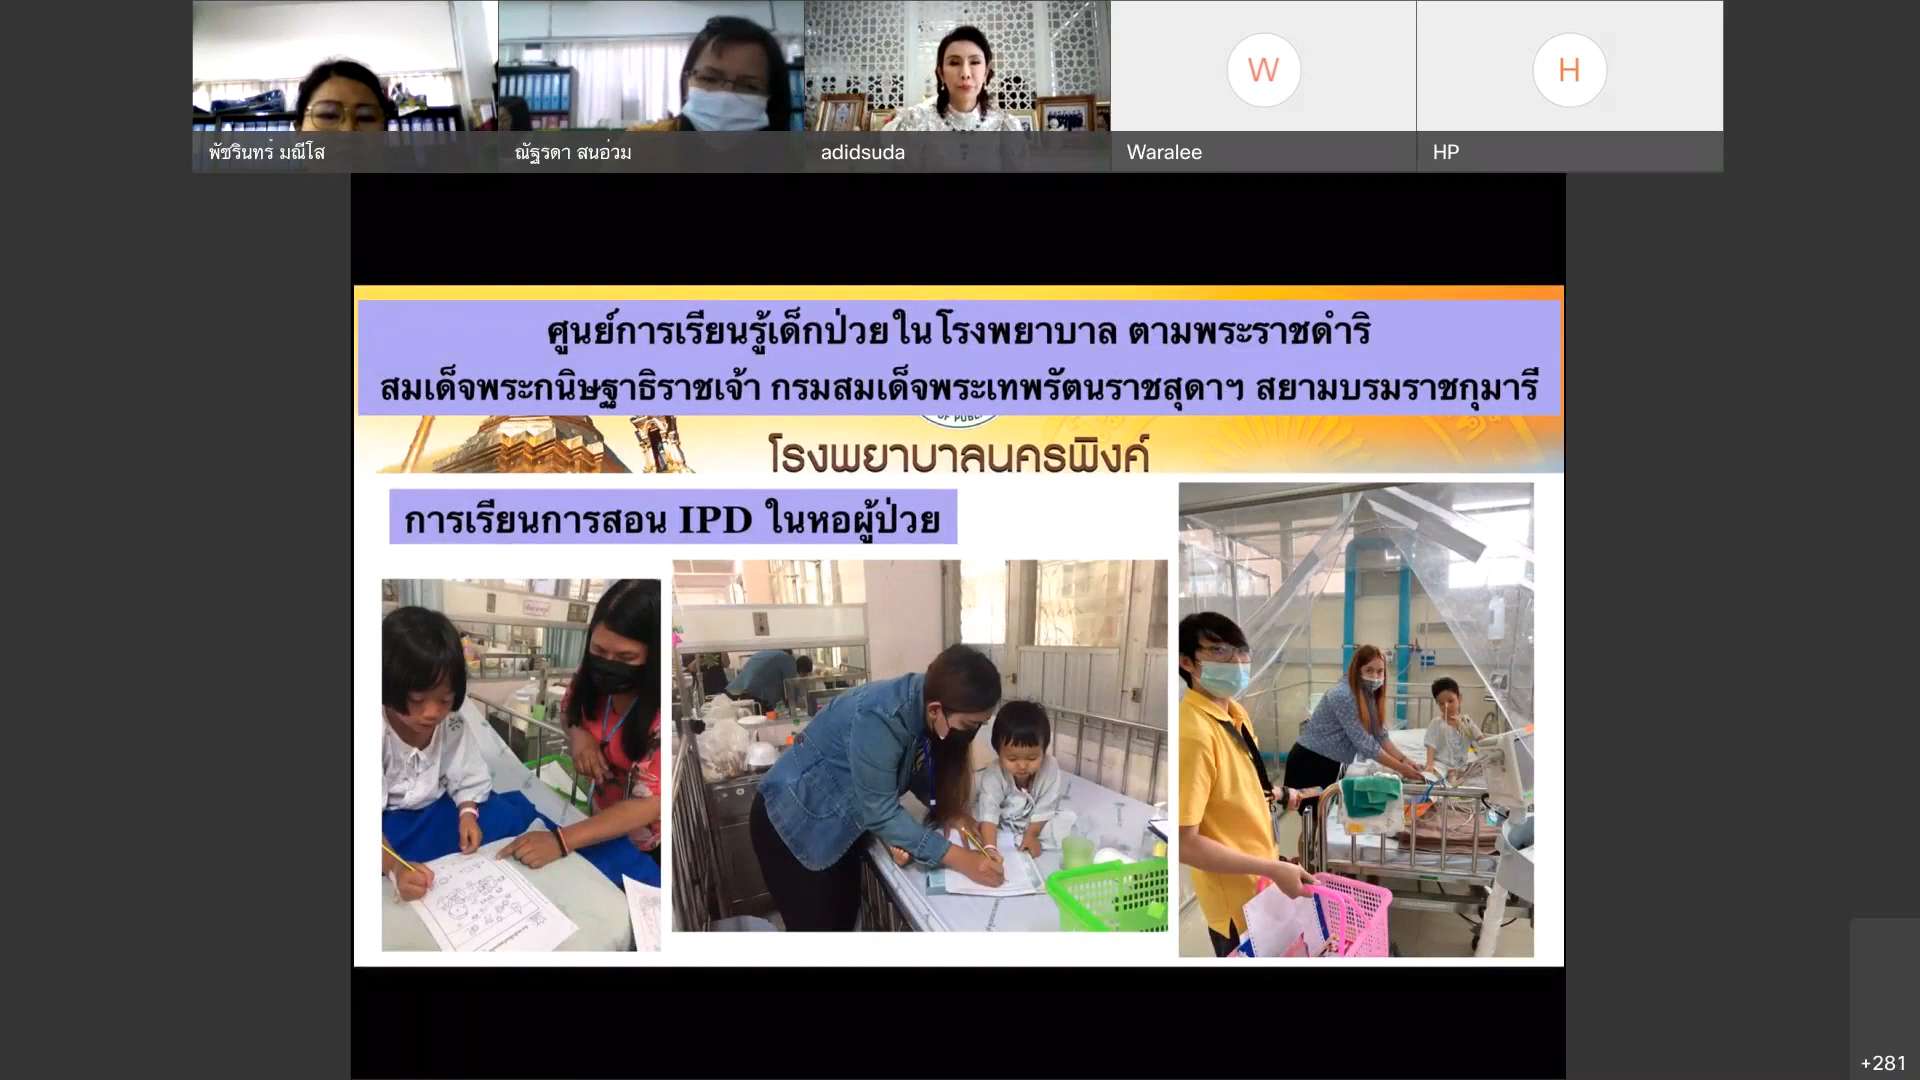 พัชรินทร์ มณีโส
ณัฐรดา สนอ่วม
adidsuda
W
Waralee
H
HP
ศูนย์การเรียนรู้เด็กป่วยในโรงพยาบาล ตามพระราชดำริ
สมเด็จพระกนิษฐาธิราชเจ้า กรมสมเด็จพระเทพรัตนราชสุดาฯ สยามบรมราชกุมารี
OF PUBL
โรงพยาบาลนครพิงค์
การเรียนการสอน IPD ในหอผู้ป่วย
+281